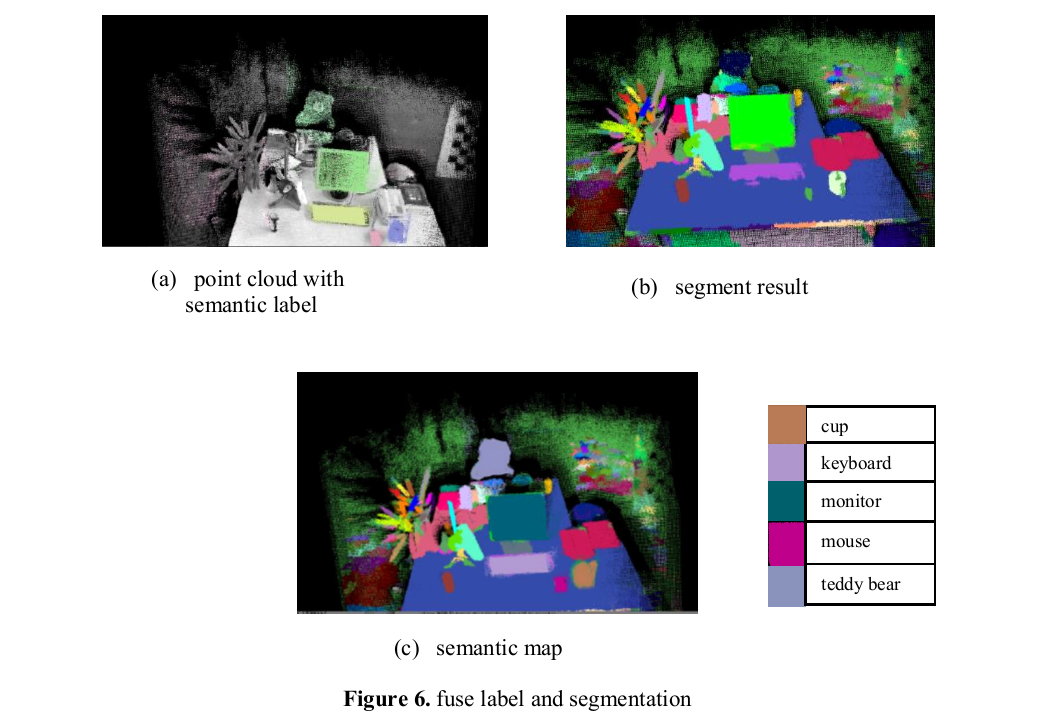 (a) point cloud with
semantic label
(b) segment result
cup
keyboard
monitor
mouse
teddy bear
(c) semantic map
Figure 6. fuse label and segmentation